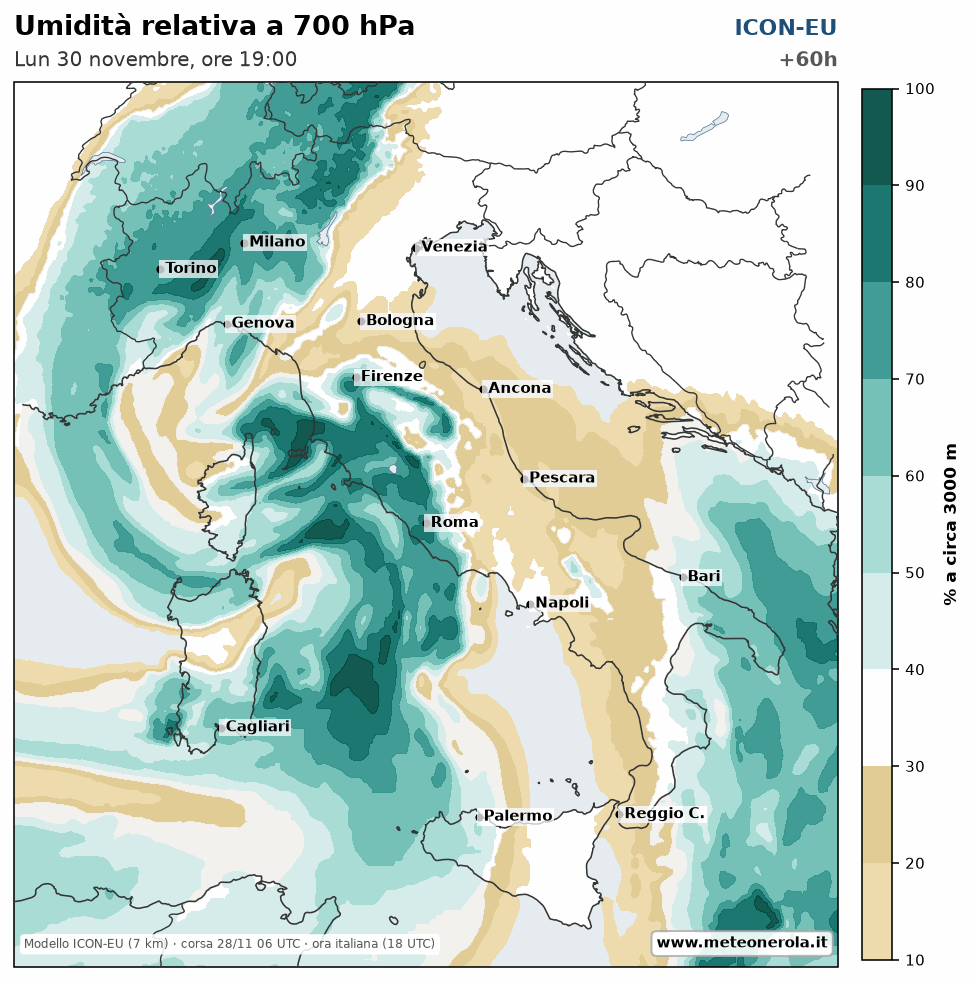 Umidità relativa a 700 hPa
ICON-EU
Lun 30 novembre, ore 19:00
+60h
100
90
80
70
60
50
40
30
20
10
% a circa 3000 m
Milano
Venezia
Torino
Genova
Bologna
Firenze
Ancona
Pescara
Roma
Bari
Napoli
Cagliari
Palermo
Reggio C.
Modello ICON-EU (7 km) · corsa 28/11 06 UTC · ora italiana (18 UTC)
www.meteonerola.it